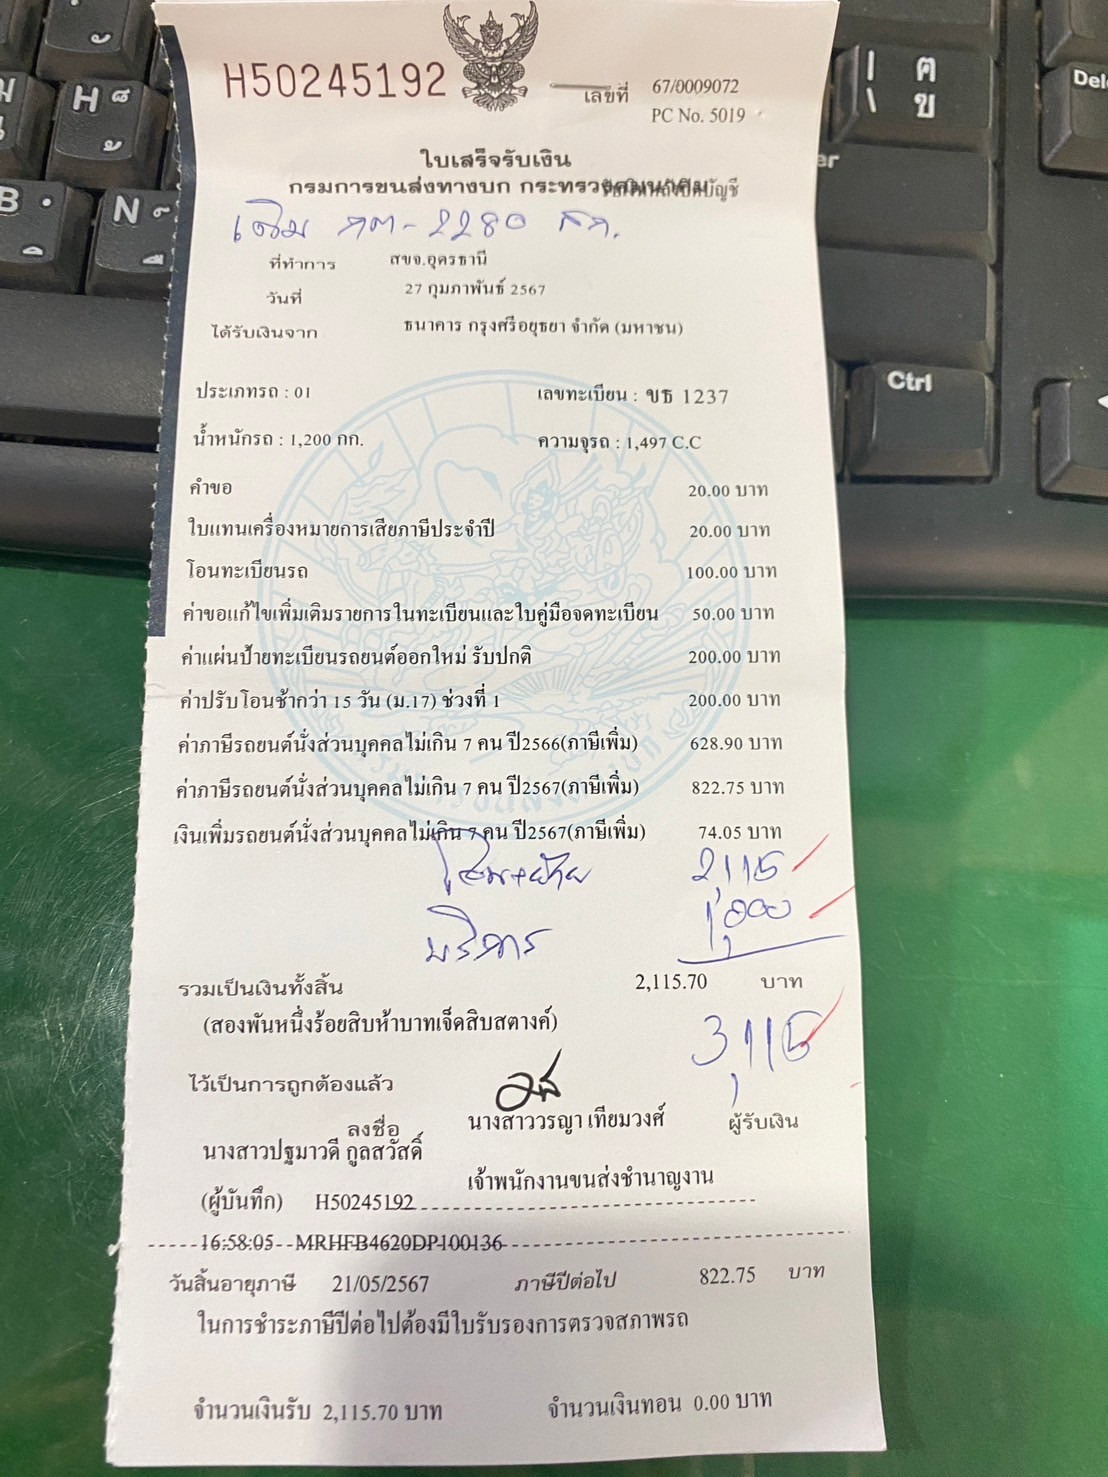 H50245192
เลขที่ 67/0009072
PC No. 5019
ใบเสร็จรับเงิน
กรมการขนส่งทางบก กระทรวงคมนาคม
เดิม กต-2280 สก.
ที่ทำการ สขจ.อุดรธานี
วันที่ 27 กุมภาพันธ์ 2567
ได้รับเงินจาก ธนาคาร กรุงศรีอยุธยา จำกัด (มหาชน)
ประเภทรถ : 01 เลขทะเบียน : ขธ 1237
น้ำหนักรถ : 1,200 กก. ความจุรถ : 1,497 C.C
คำขอ 20.00 บาท
ใบแทนเครื่องหมายการเสียภาษีประจำปี 20.00 บาท
โอนทะเบียนรถ 100.00 บาท
ค่าขอแก้ไขเพิ่มเติมรายการในทะเบียนและใบคู่มือจดทะเบียน 50.00 บาท
ค่าแผ่นป้ายทะเบียนรถยนต์ออกใหม่ รับปกติ 200.00 บาท
ค่าปรับโอนช้ากว่า 15 วัน (ม.17) ช่วงที่ 1 200.00 บาท
ค่าภาษีรถยนต์นั่งส่วนบุคคลไม่เกิน 7 คน ปี2566(ภาษีเพิ่ม) 628.90 บาท
ค่าภาษีรถยนต์นั่งส่วนบุคคลไม่เกิน 7 คน ปี2567(ภาษีเพิ่ม) 822.75 บาท
เงินเพิ่มรถยนต์นั่งส่วนบุคคลไม่เกิน 7 คน ปี2567(ภาษีเพิ่ม) 74.05 บาท
โอน+ย้าย 2,115
บริการ 1,000
รวมเป็นเงินทั้งสิ้น 2,115.70 บาท
(สองพันหนึ่งร้อยสิบห้าบาทเจ็ดสิบสตางค์)
3,115
ไว้เป็นการถูกต้องแล้ว
ลงชื่อ นางสาววรญา เทียมวงศ์ ผู้รับเงิน
นางสาวปฐมาวดี กูลสวัสดิ์
เจ้าพนักงานขนส่งชำนาญงาน
(ผู้บันทึก) H50245192
16:58:05 MRHFB4620DP100136
วันสิ้นอายุภาษี 21/05/2567 ภาษีปีต่อไป 822.75 บาท
ในการชำระภาษีปีต่อไปต้องมีใบรับรองการตรวจสภาพรถ
จำนวนเงินรับ 2,115.70 บาท จำนวนเงินทอน 0.00 บาท